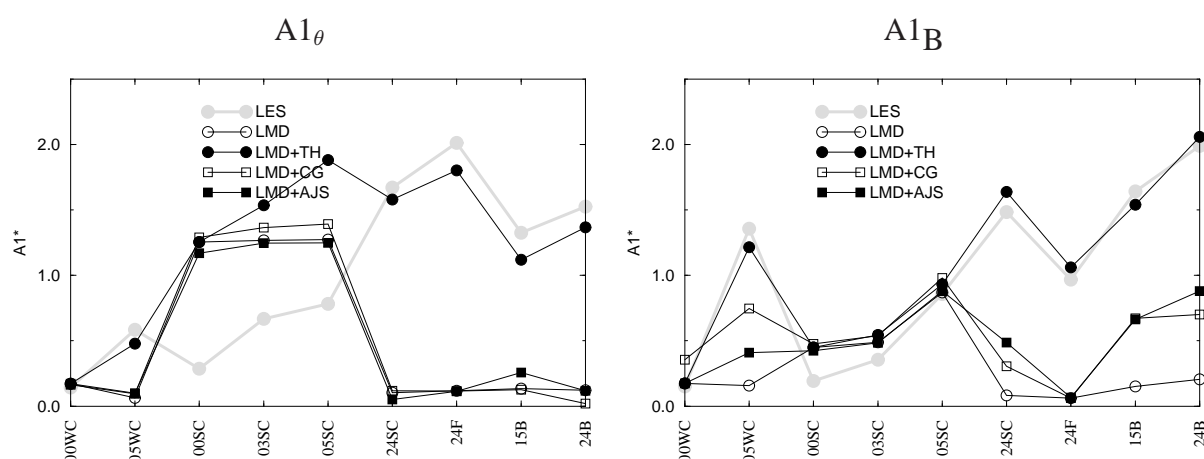 A1θ
LES
LMD
LMD+TH
LMD+CG
LMD+AJS
2.0
1.0
0.0
A1*
00WC
05WC
00SC
03SC
05SC
24SC
24F
15B
24B
A1B
LES
LMD
LMD+TH
LMD+CG
LMD+AJS
2.0
1.0
0.0
A1*
00WC
05WC
00SC
03SC
05SC
24SC
24F
15B
24B